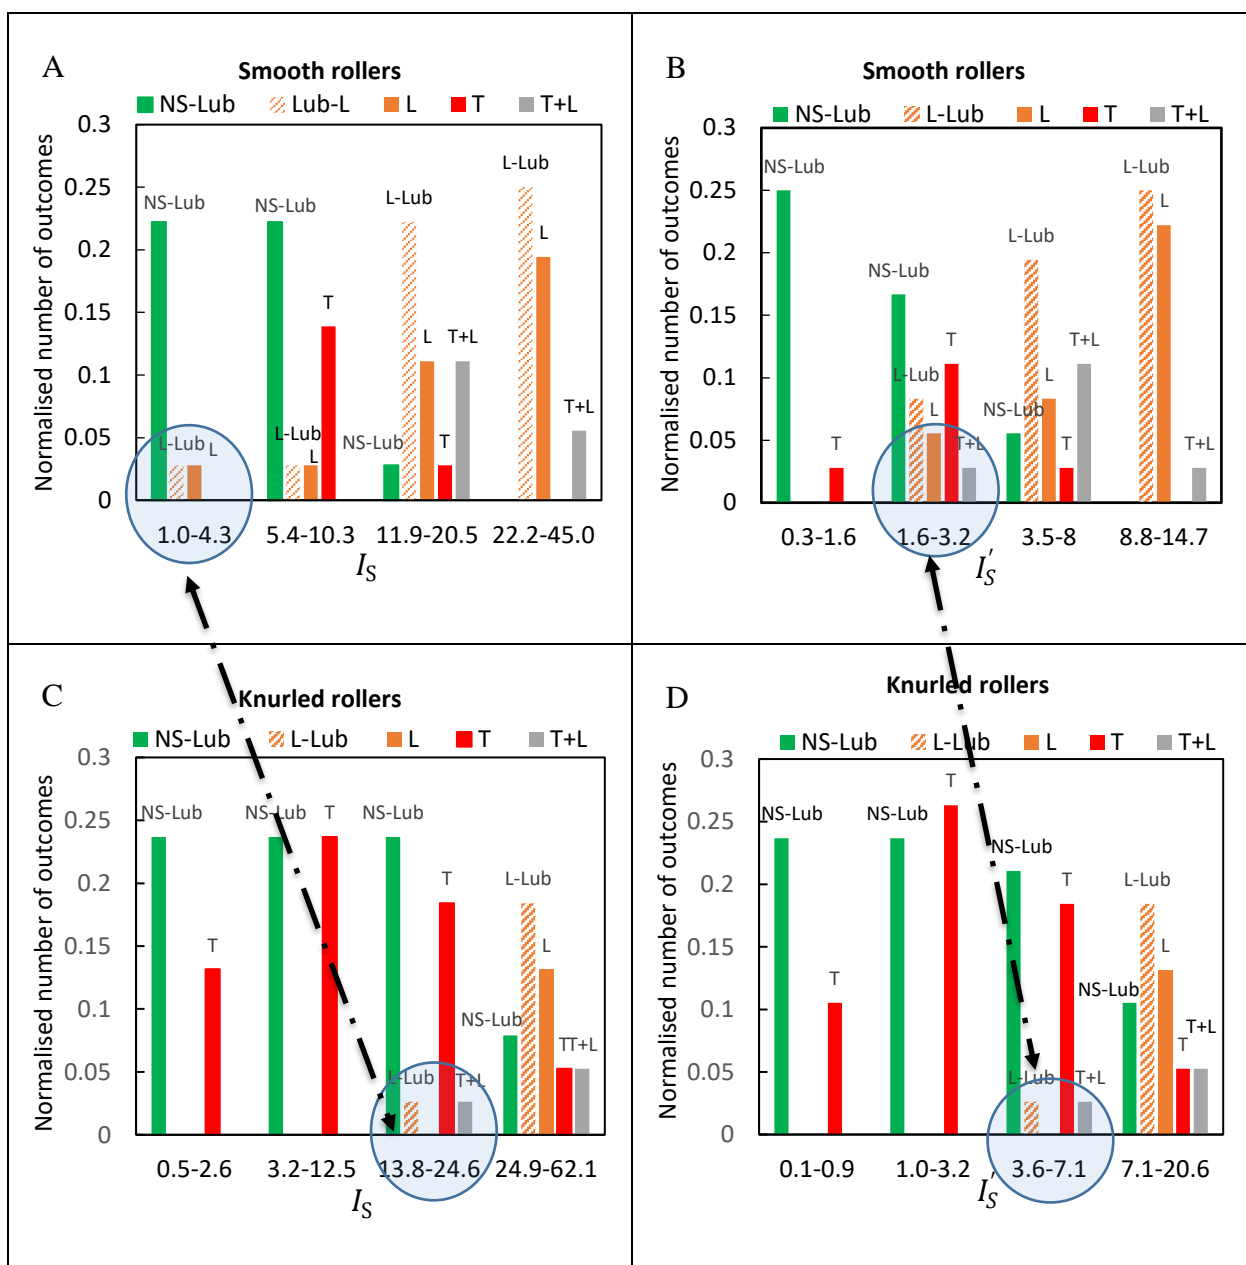 A
Smooth rollers
NS-Lub Lub-L L T T+L
Normalised number of outcomes
0.3
0.25
0.2
0.15
0.1
0.05
0
NS-Lub
L-Lub L
NS-Lub
L-Lub
L
T
NS-Lub
L-Lub
L
T
T+L
L-Lub
L
T+L
1.0-4.3 5.4-10.3 11.9-20.5 22.2-45.0
I_S
B
Smooth rollers
NS-Lub L-Lub L T T+L
Normalised number of outcomes
0.3
0.25
0.2
0.15
0.1
0.05
0
NS-Lub
T
NS-Lub
L-Lub
L
T
T+L
NS-Lub
L-Lub
L
T
T+L
L-Lub
L
T+L
0.3-1.6 1.6-3.2 3.5-8 8.8-14.7
I'_S
C
Knurled rollers
NS-Lub L-Lub L T T+L
Normalised number of outcomes
0.3
0.25
0.2
0.15
0.1
0.05
0
NS-Lub
T
NS-Lub
T
NS-Lub
L-Lub
T
T+L
NS-Lub
L-Lub
L
TT+L
0.5-2.6 3.2-12.5 13.8-24.6 24.9-62.1
I_S
D
Knurled rollers
NS-Lub L-Lub L T T+L
Normalised number of outcomes
0.3
0.25
0.2
0.15
0.1
0.05
0
NS-Lub
T
NS-Lub
T
NS-Lub
L-Lub
T
T+L
NS-Lub
L-Lub
L
T
T+L
0.1-0.9 1.0-3.2 3.6-7.1 7.1-20.6
I'_S